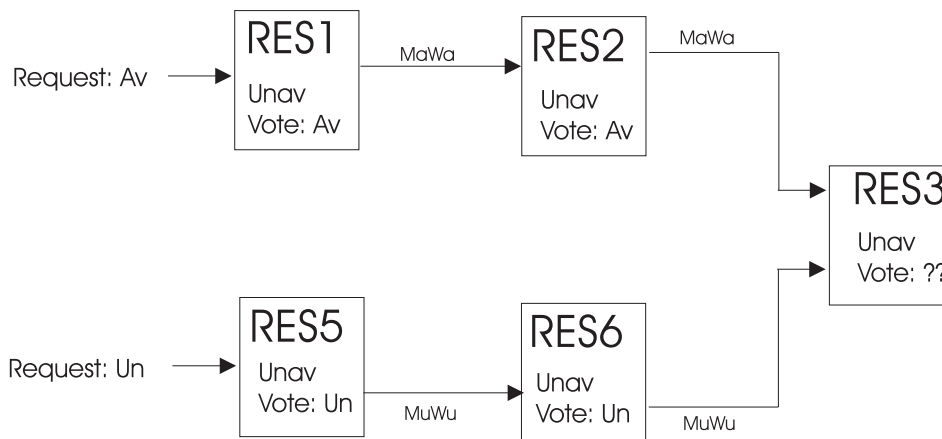 Request: Av
RES1
Unav
Vote: Av
MaWa
RES2
Unav
Vote: Av
MaWa
RES3
Unav
Vote: ??
Request: Un
RES5
Unav
Vote: Un
MuWu
RES6
Unav
Vote: Un
MuWu